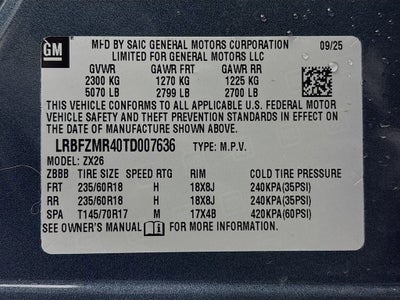 GM
MFD BY SAIC GENERAL MOTORS CORPORATION 09/25
LIMITED FOR GENERAL MOTORS LLC
GVWR GAWR FRT GAWR RR
2300 KG 1270 KG 1225 KG
5070 LB 2799 LB 2700 LB
THIS VEHICLE CONFORMS TO ALL APPLICABLE U.S. FEDERAL MOTOR
VEHICLE SAFETY AND THEFT PREVENTION STANDARDS IN EFFECT ON THE
DATE OF MANUFACTURE SHOWN ABOVE.
LRBFZMR40TD007636 TYPE: M.P.V.
MODEL: ZX26
ZBBB TIRE SIZE SPEED RTG RIM COLD TIRE PRESSURE
FRT 235/60R18 H 18X8J 240KPA(35PSI)
RR 235/60R18 H 18X8J 240KPA(35PSI)
SPA T145/70R17 M 17X4B 420KPA(60PSI)
SEE OWNER'S MANUAL FOR MORE INFORMATION.